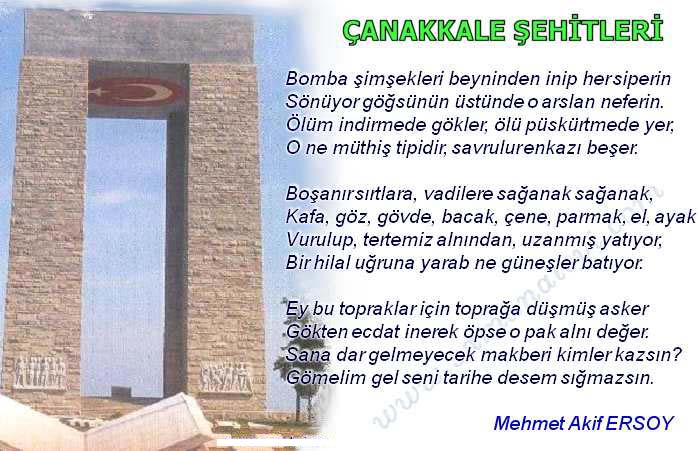 ÇANAKKALE ŞEHİTLERİ
Bomba şimşekleri beyninden inip hersiperin
Sönüyor göğsünün üstünde o arslan neferin.
Ölüm indirmede gökler, ölü püskürtmede yer,
O ne müthiş tipidir, savrulurenkazı beşer.
Boşanırsırtlara, vadilere sağanak sağanak,
Kafa, göz, gövde, bacak, çene, parmak, el, ayak
Vurulup, tertemiz alnından, uzanmış yatıyor,
Bir hilal uğruna yarab ne güneşler batıyor.
Ey bu topraklar için toprağa düşmüş asker
Gökten ecdat inerek öpse o pak alnı değer.
Sana dar gelmeyecek makberi kimler kazsın?
Gömelim gel seni tarihe desem sığmazsın.
Mehmet Akif ERSOY